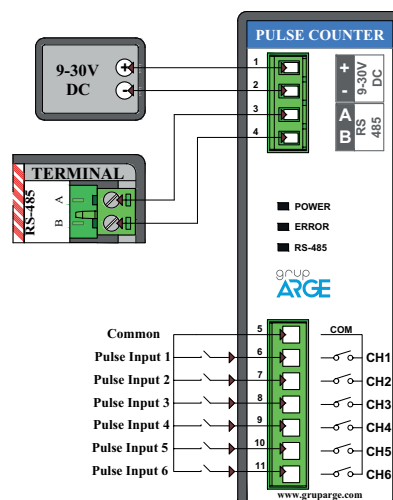 PULSE COUNTER
9-30V
DC
+
-
1
2
3
4
+
-
9-30V
DC
A
B
RS
485
TERMINAL
RS-485
A
B
POWER
ERROR
RS-485
grup
ARGE
Common
5
COM
Pulse Input 1
6
CH1
Pulse Input 2
7
CH2
Pulse Input 3
8
CH3
Pulse Input 4
9
CH4
Pulse Input 5
10
CH5
Pulse Input 6
11
CH6
www.gruparge.com